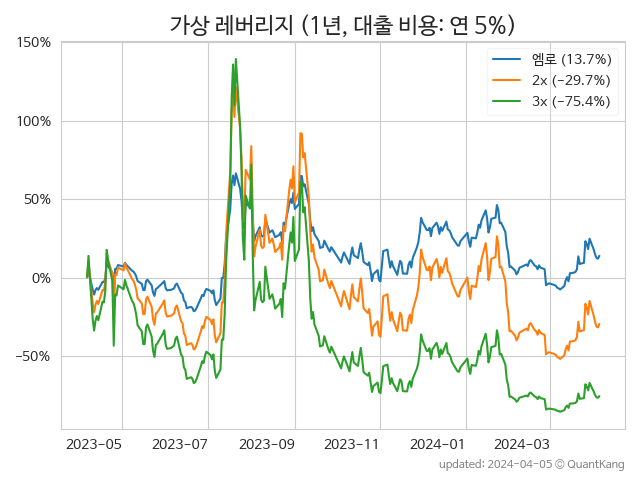 가상 레버리지 (1년, 대출 비용: 연 5%)
150%
100%
50%
0%
−50%
엠로 (13.7%)
2x (−29.7%)
3x (−75.4%)
2023-05 2023-07 2023-09 2023-11 2024-01 2024-03
updated: 2024-04-05 © QuantKang